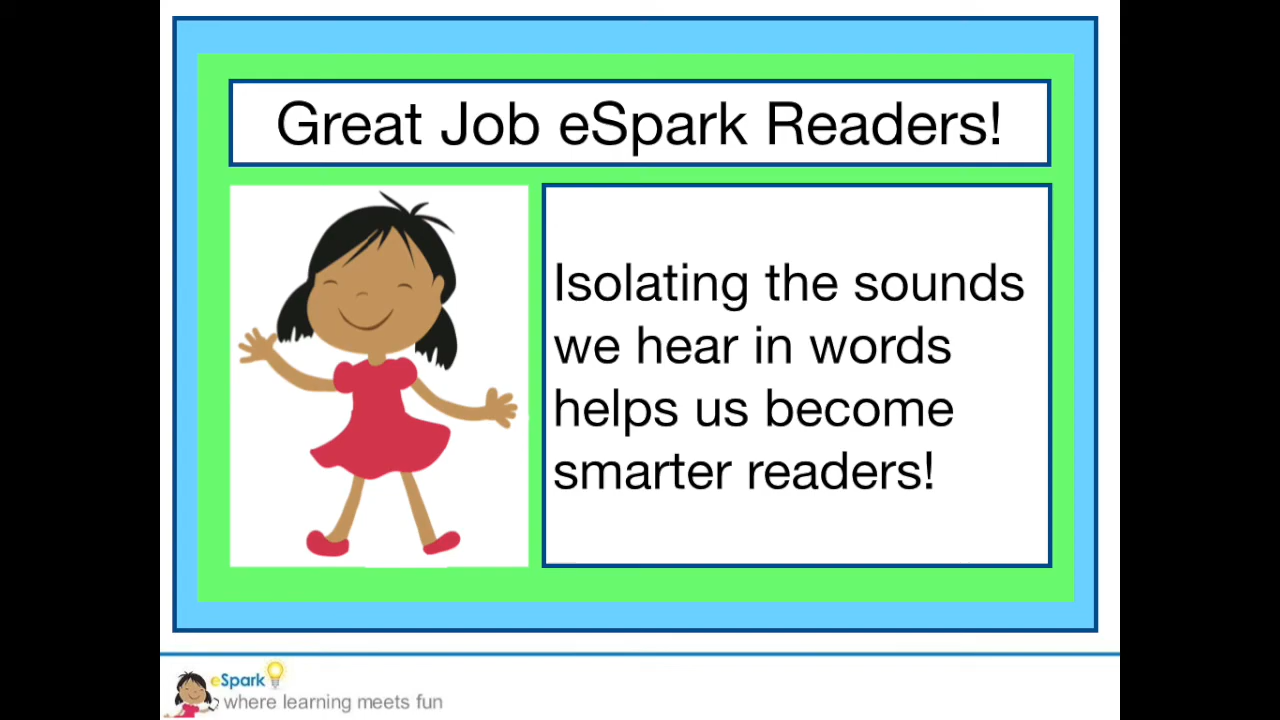 Great Job eSpark Readers!
Isolating the sounds
we hear in words
helps us become
smarter readers!
eSpark
where learning meets fun